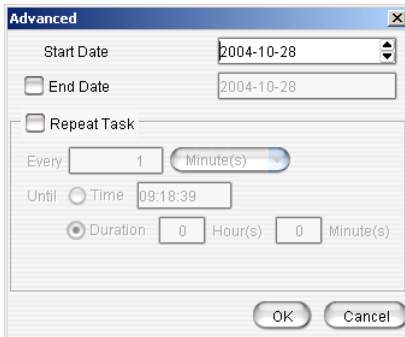 Advanced
Start Date 2004-10-28
End Date 2004-10-28
Repeat Task
Every 1 Minute(s)
Until Time 09:18:39
Duration 0 Hour(s) 0 Minute(s)
OK Cancel